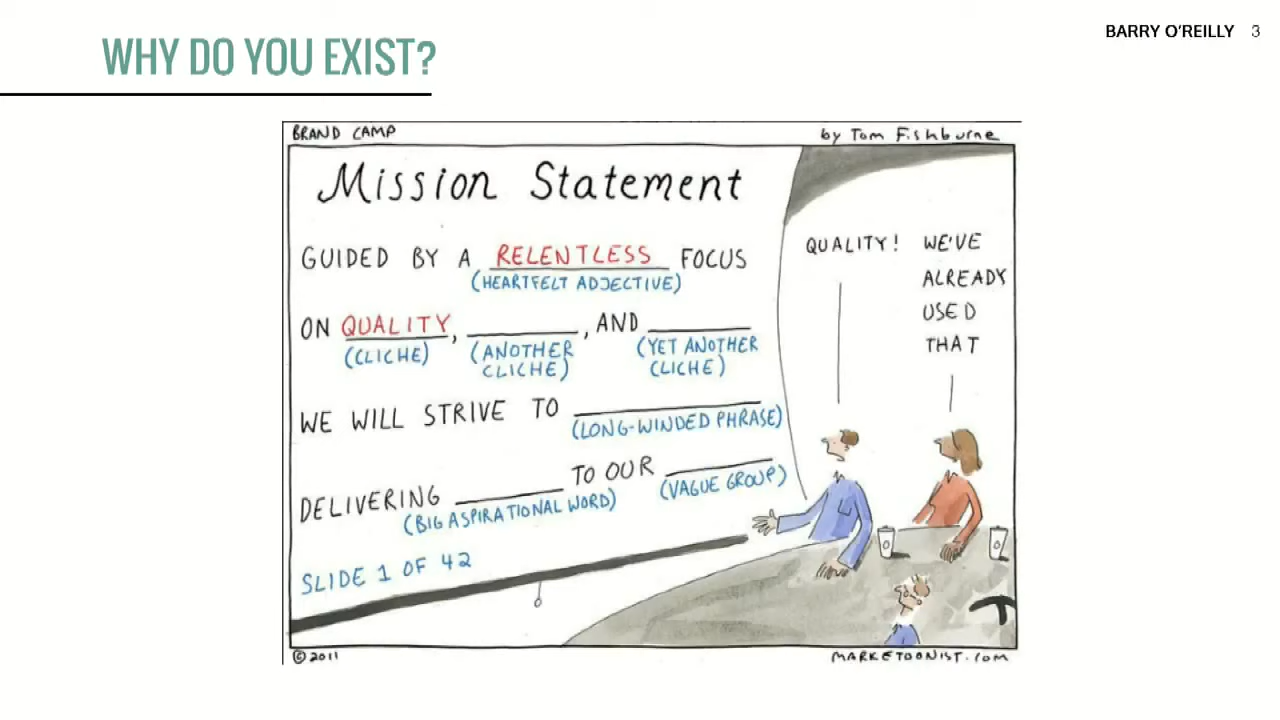 WHY DO YOU EXIST?
BARRY O'REILLY 3
BRAND CAMP
by Tom Fishburne
Mission Statement
GUIDED BY A RELENTLESS FOCUS
(HEARTFELT ADJECTIVE)
ON QUALITY, , AND
(CLICHE) (ANOTHER CLICHE) (YET ANOTHER CLICHE)
WE WILL STRIVE TO
(LONG-WINDED PHRASE)
DELIVERING TO OUR
(BIG ASPIRATIONAL WORD) (VAGUE GROUP)
SLIDE 1 OF 42
QUALITY!
WE'VE
ALREADY
USED
THAT
© 2011
MARKETOONIST.COM